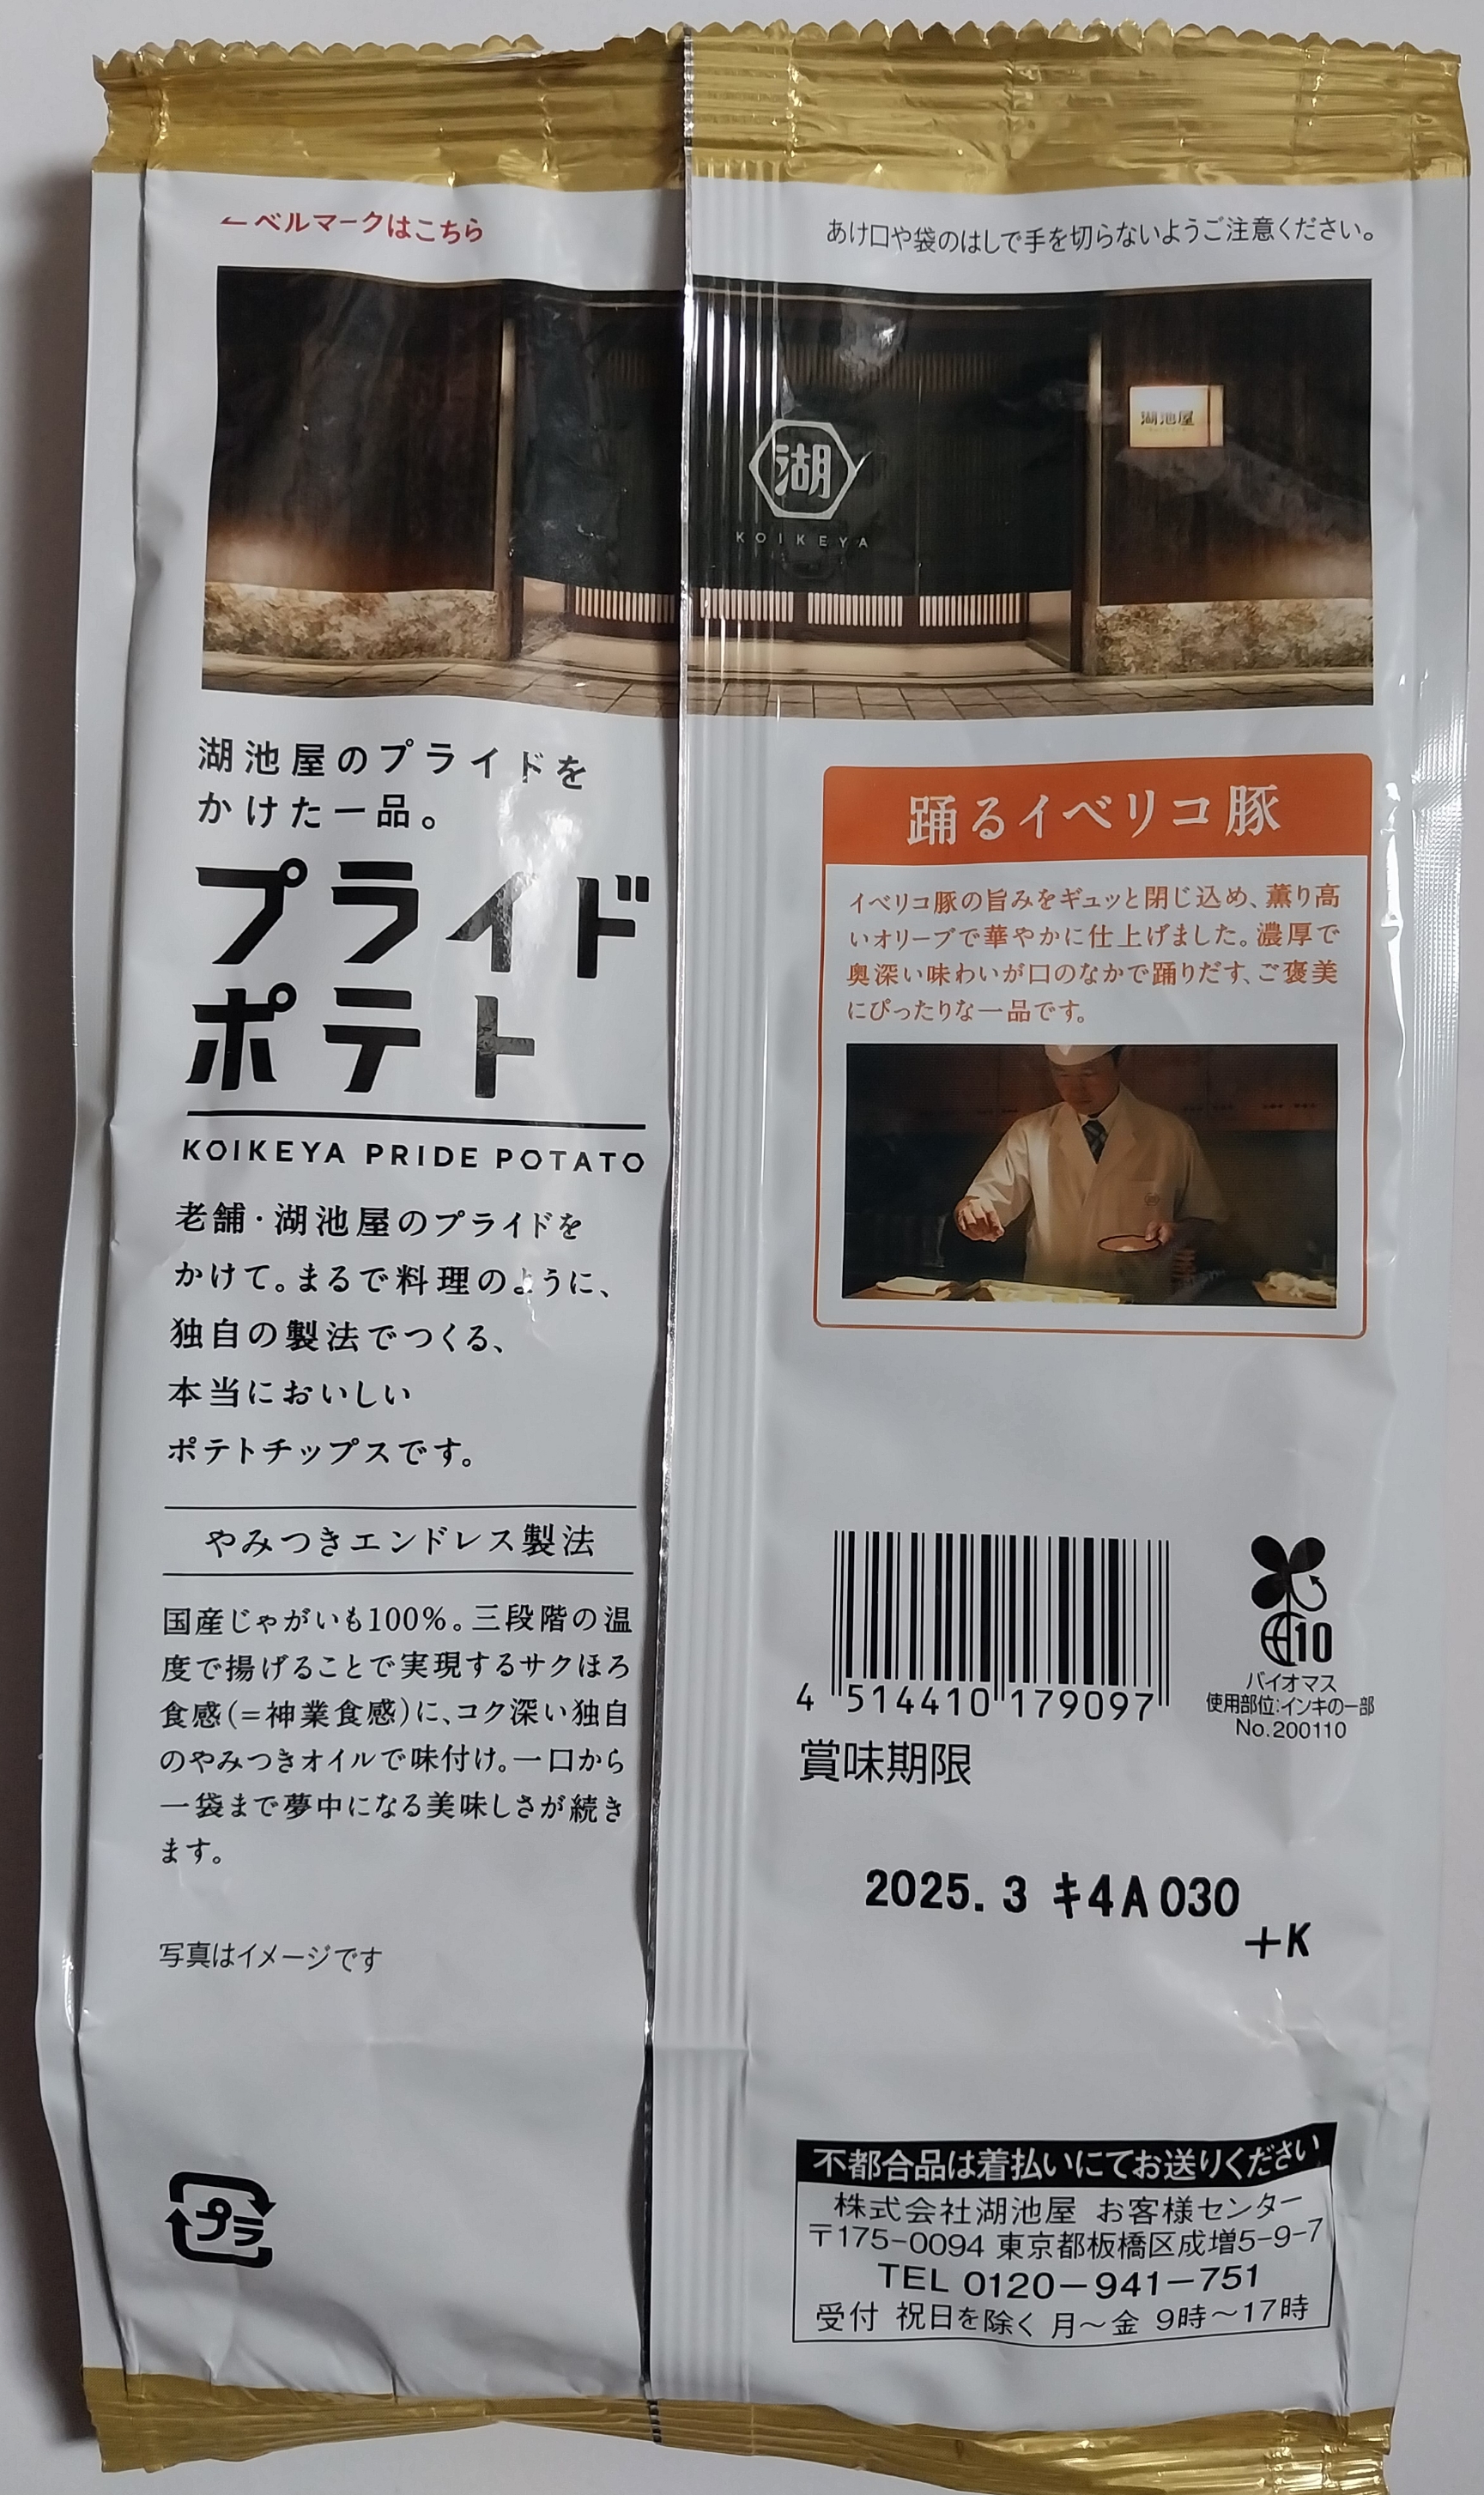 ←ベルマークはこちら
あけ口や袋のはしで手を切らないようご注意ください。
湖池屋
湖
KOIKEYA
湖池屋のプライドを
かけた一品。
プライド
ポテト
KOIKEYA PRIDE POTATO
老舗・湖池屋のプライドを
かけて。まるで料理のように、
独自の製法でつくる、
本当においしい
ポテトチップスです。
やみつきエンドレス製法
国産じゃがいも100%。三段階の温
度で揚げることで実現するサクほろ
食感(=神業食感)に、コク深い独自
のやみつきオイルで味付け。一口から
一袋まで夢中になる美味しさが続き
ます。
写真はイメージです
プラ
踊るイベリコ豚
イベリコ豚の旨みをギュッと閉じ込め、薫り高
いオリーブで華やかに仕上げました。濃厚で
奥深い味わいが口のなかで踊りだす、ご褒美
にぴったりな一品です。
4 514410 179097
10
バイオマス
使用部位:インキの一部
No.200110
賞味期限
2025. 3 キ4A030
+K
不都合品は着払いにてお送りください
株式会社湖池屋 お客様センター
〒175-0094 東京都板橋区成増5-9-7
TEL 0120-941-751
受付 祝日を除く 月~金 9時~17時